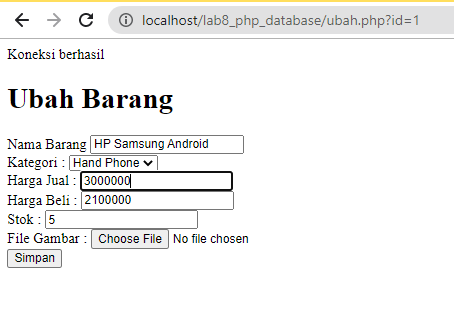 localhost/lab8_php_database/ubah.php?id=1
Koneksi berhasil
Ubah Barang
Nama Barang HP Samsung Android
Kategori : Hand Phone
Harga Jual : 3000000
Harga Beli : 2100000
Stok : 5
File Gambar : Choose File No file chosen
Simpan